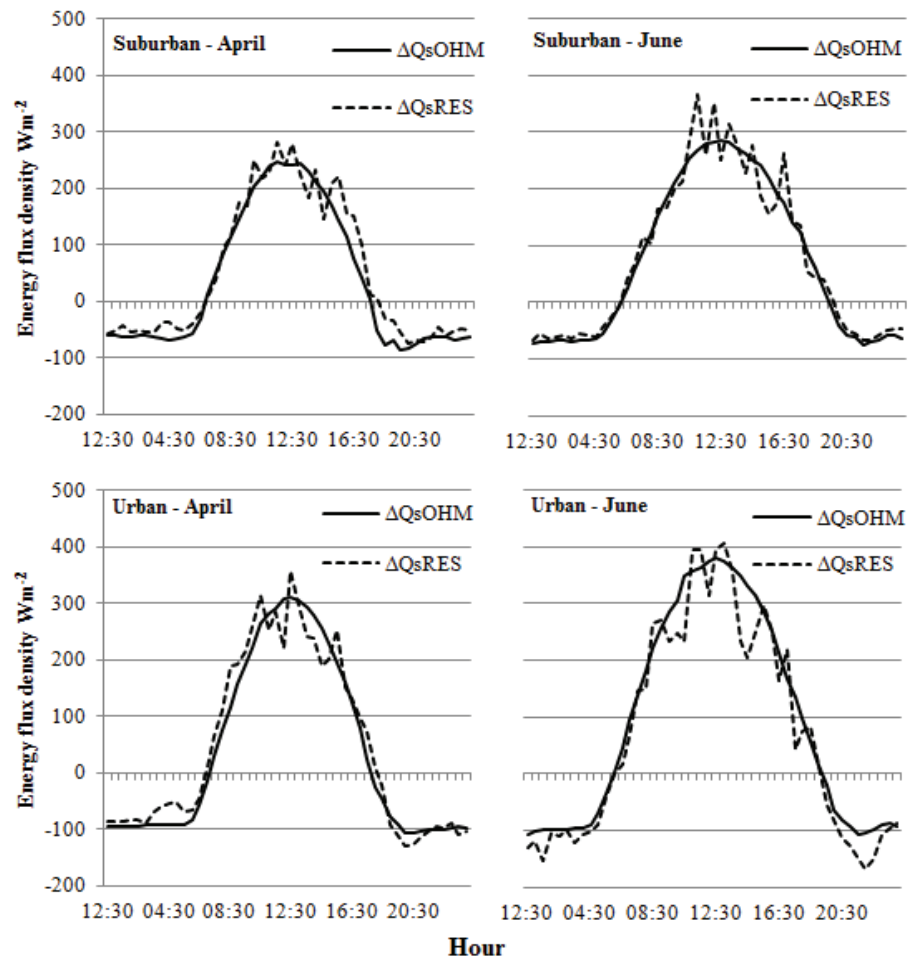 Energy flux density Wm-2
500
400
300
200
100
0
-100
-200
Suburban - April
ΔQsOHM
ΔQsRES
12:30 04:30 08:30 12:30 16:30 20:30
Suburban - June
ΔQsOHM
ΔQsRES
12:30 04:30 08:30 12:30 16:30 20:30
Energy flux density Wm-2
500
400
300
200
100
0
-100
-200
Urban - April
ΔQsOHM
ΔQsRES
12:30 04:30 08:30 12:30 16:30 20:30
Urban - June
ΔQsOHM
ΔQsRES
12:30 04:30 08:30 12:30 16:30 20:30
Hour